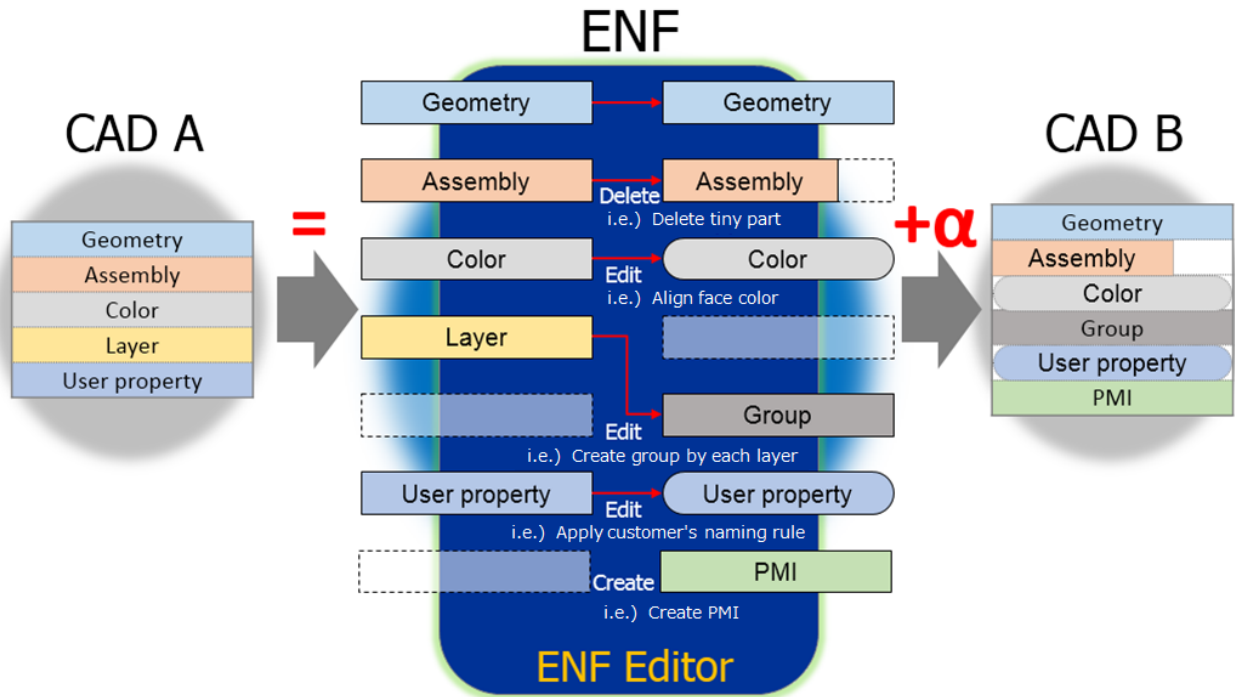 ENF
CAD A
CAD B
=
+α
Geometry
Assembly
Color
Layer
User property
Geometry
Geometry
Assembly
Assembly
Delete
i.e.) Delete tiny part
Color
Color
Edit
i.e.) Align face color
Layer
Group
Edit
i.e.) Create group by each layer
User property
User property
Edit
i.e.) Apply customer's naming rule
PMI
Create
i.e.) Create PMI
ENF Editor
Geometry
Assembly
Color
Group
User property
PMI